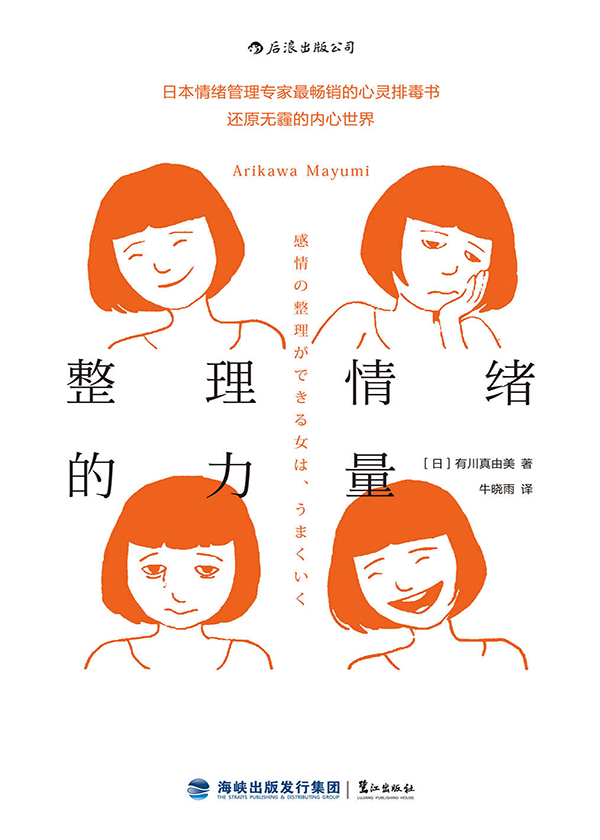 后浪出版公司
日本情绪管理专家最畅销的心灵排毒书
还原无霾的内心世界
Arikawa Mayumi
感情の整理ができる女は、うまくいく
整理情绪
的力量
［日］有川真由美 著
牛晓雨 译
海峡出版发行集团
THE STRAITS PUBLISHING & DISTRIBUTING GROUP
鹭江出版社
LUJIANG PUBLISHING HOUSE